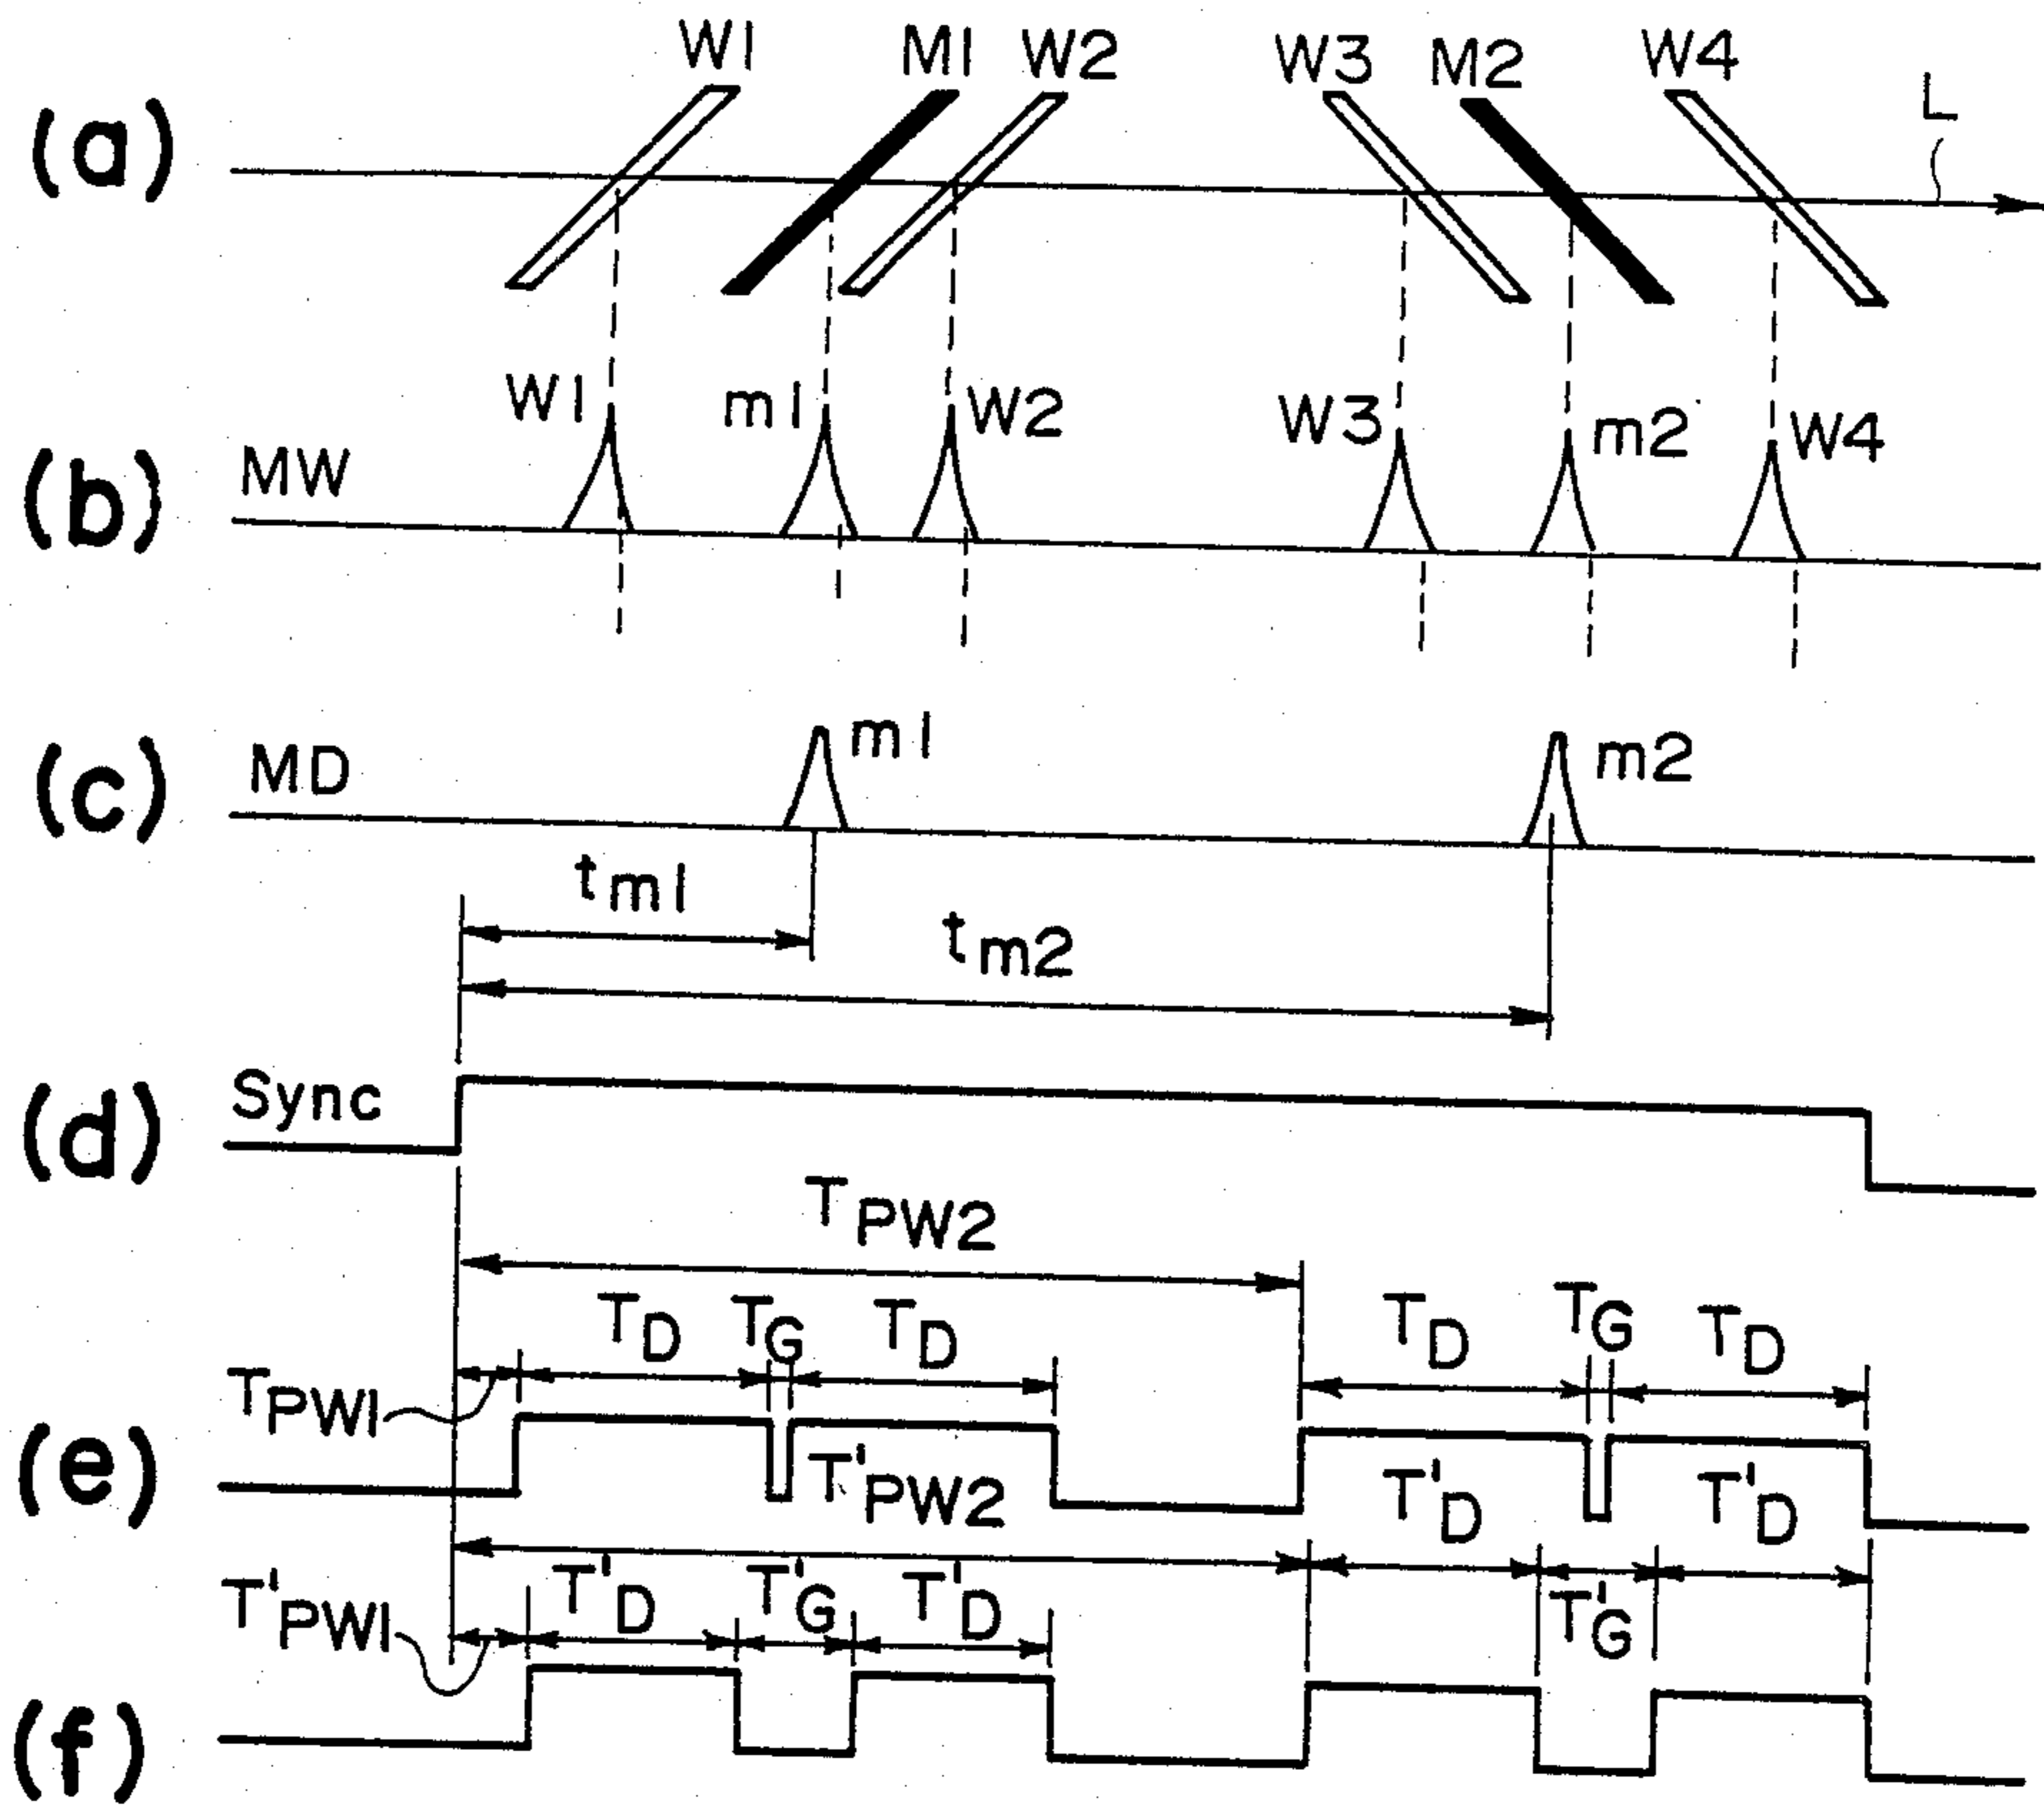 (a) W1 M1 W2 W3 M2 W4 L
W1 m1 W2 W3 m2 W4
(b) MW
(c) MD m1 m2
tm1 tm2
(d) Sync
TPW2
TD TG TD TD TG TD
TPW1
(e) T'PW2 T'D T'D
T'PW1 T'D T'G T'D T'G
(f)